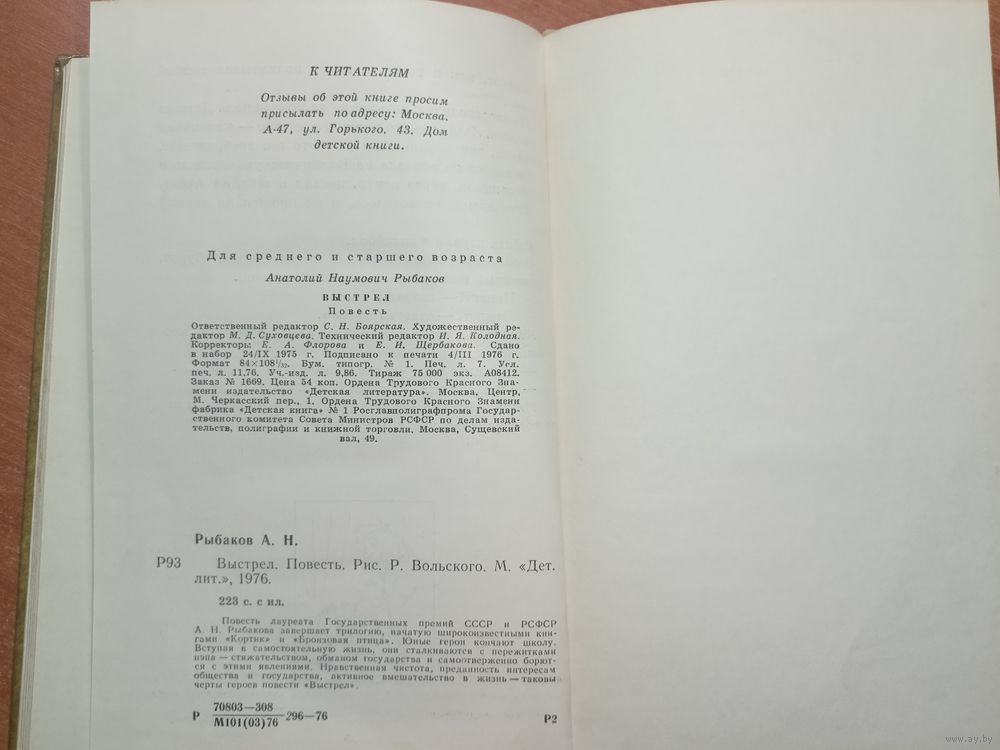 К ЧИТАТЕЛЯМ
Отзывы об этой книге просим
присылать по адресу: Москва,
А-47, ул. Горького, 43. Дом
детской книги.
Для среднего и старшего возраста
Анатолий Наумович Рыбаков
ВЫСТРЕЛ
Повесть
Ответственный редактор С. Н. Боярская. Художественный ре-
дактор М. Д. Суховцева. Технический редактор И. Я. Колодная.
Корректоры Е. А. Флорова и Е. И. Щербакова. Сдано
в набор 24/IX 1975 г. Подписано к печати 4/III 1976 г.
Формат 84×108¹/₃₂. Бум. типогр. № 1. Печ. л. 7. Усл.
печ. л. 11,76. Уч.-изд. л. 9,86. Тираж 75 000 экз. А08412.
Заказ № 1669. Цена 54 коп. Ордена Трудового Красного Зна-
мени издательство «Детская литература». Москва, Центр,
М. Черкасский пер., 1. Ордена Трудового Красного Знамени
фабрика «Детская книга» № 1 Росглавполиграфпрома Государ-
ственного комитета Совета Министров РСФСР по делам изда-
тельств, полиграфии и книжной торговли. Москва, Сущевский
вал, 49.
Рыбаков А. Н.
Р93 Выстрел. Повесть. Рис. Р. Вольского. М. «Дет.
лит.», 1976.
223 с. с ил.
Повесть лауреата Государственных премий СССР и РСФСР
А. Н. Рыбакова завершает трилогию, начатую широкоизвестными кни-
гами «Кортик» и «Бронзовая птица». Юные герои кончают школу.
Вступая в самостоятельную жизнь, они сталкиваются с пережитками
нэпа — стяжательством, обманом государства и самоотверженно борют-
ся с этими явлениями. Нравственная чистота, преданность интересам
общества и государства, активное вмешательство в жизнь — таковы
черты героев повести «Выстрел».
Р 70803—308
М101(03)76 296—76 Р2
www.ay.by